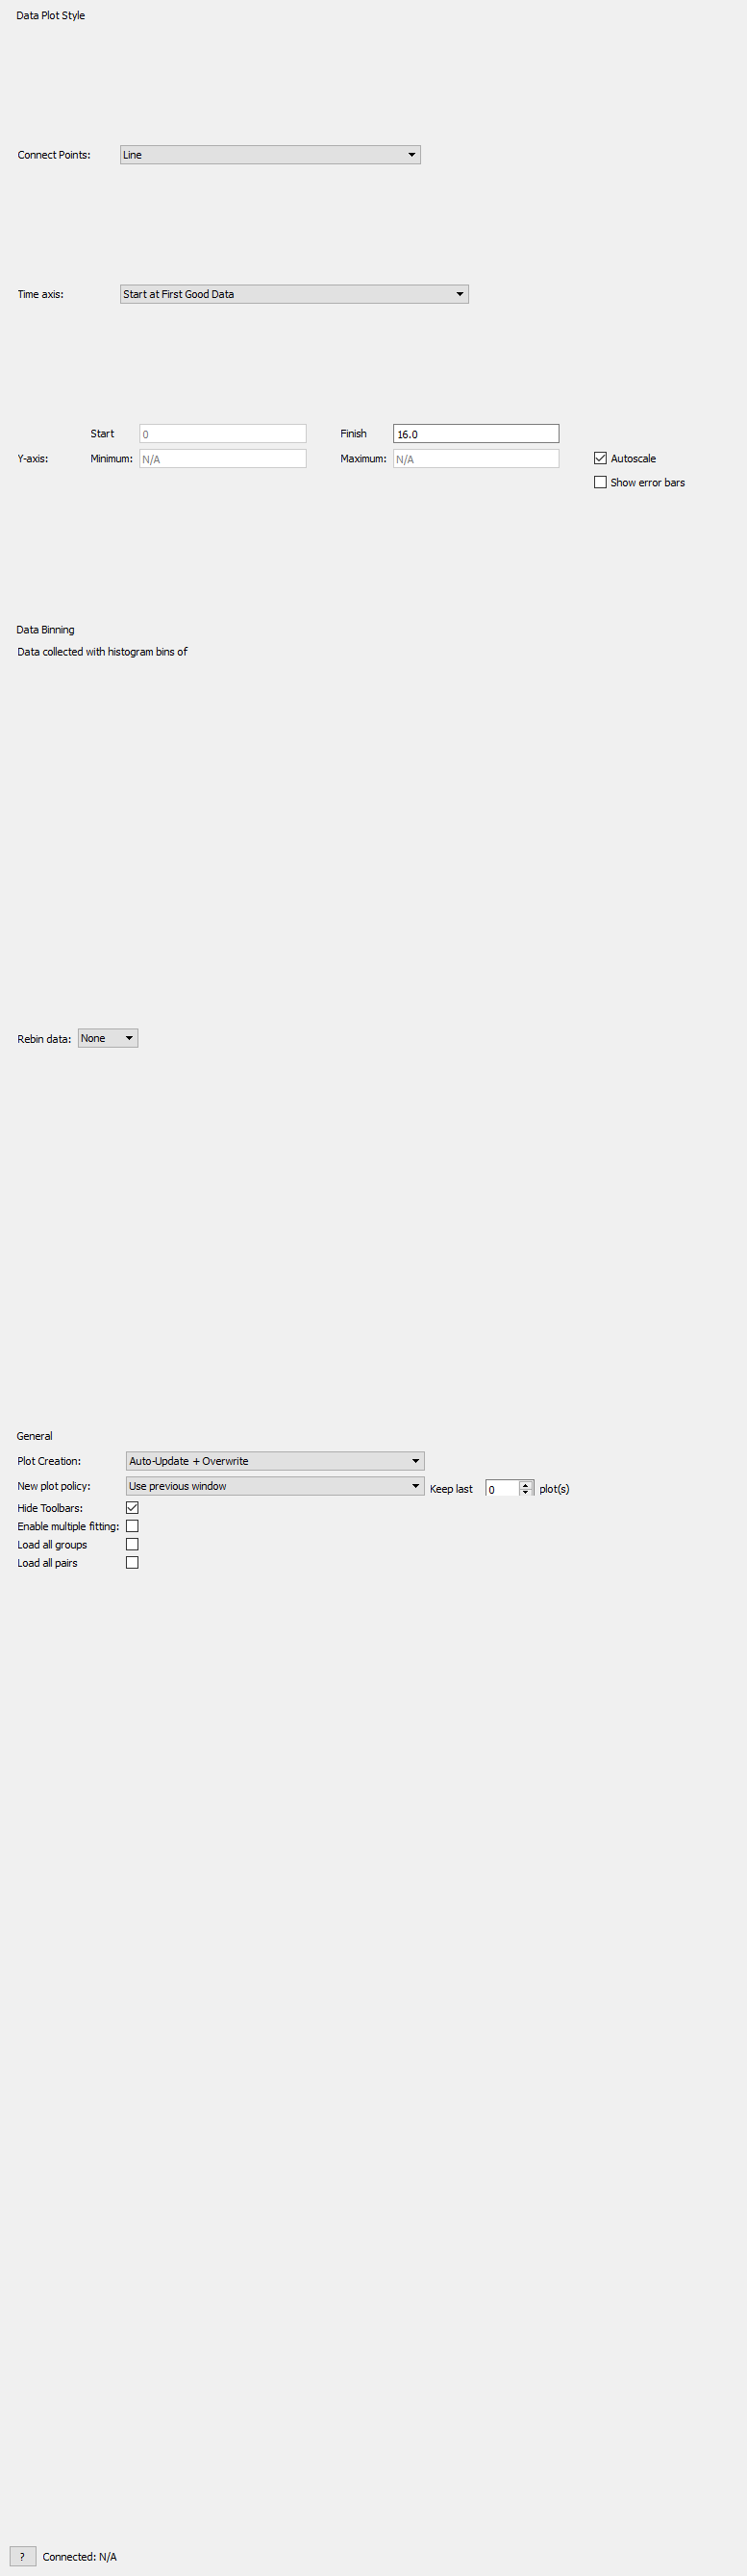 Data Plot Style
Connect Points: Line
Time axis: Start at First Good Data
Start 0 Finish 16.0
Y-axis: Minimum: N/A Maximum: N/A Autoscale
Show error bars
Data Binning
Data collected with histogram bins of
Rebin data: None
General
Plot Creation: Auto-Update + Overwrite
New plot policy: Use previous window Keep last 0 plot(s)
Hide Toolbars:
Enable multiple fitting:
Load all groups
Load all pairs
? Connected: N/A